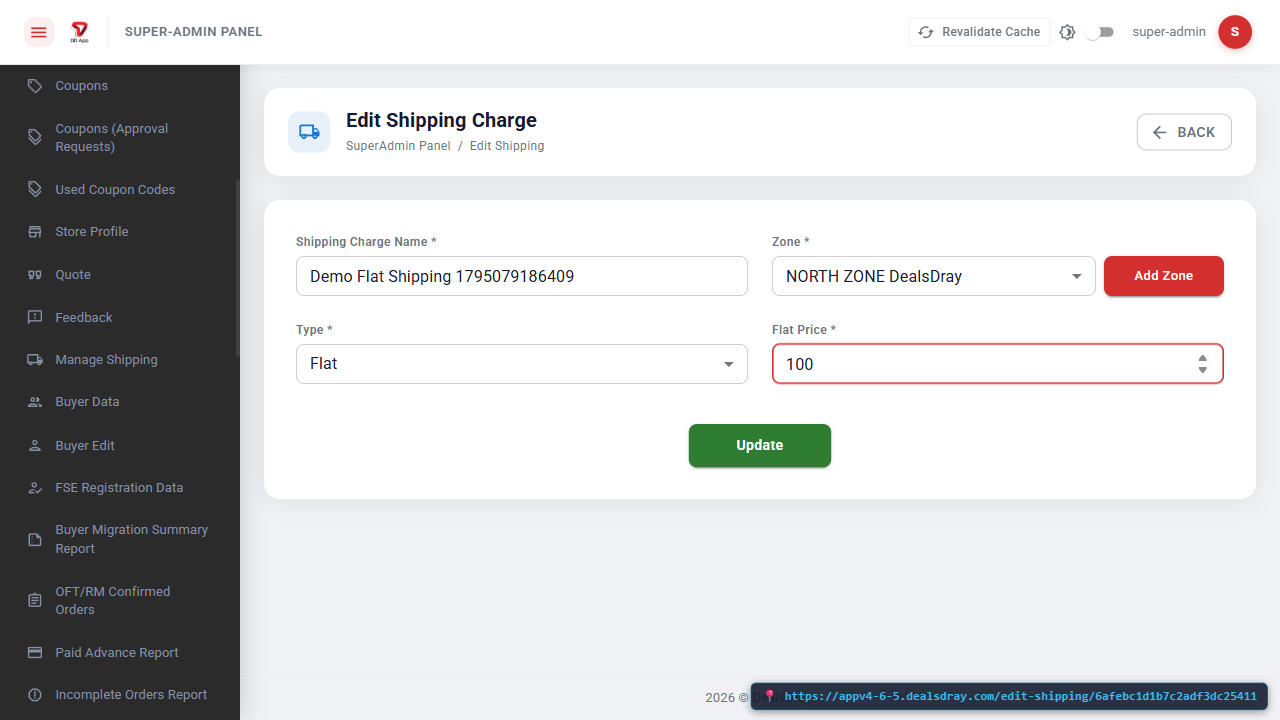 DD App
SUPER-ADMIN PANEL
Revalidate Cache
super-admin
S
Coupons
Coupons (Approval
Requests)
Used Coupon Codes
Store Profile
Quote
Feedback
Manage Shipping
Buyer Data
Buyer Edit
FSE Registration Data
Buyer Migration Summary
Report
OFT/RM Confirmed
Orders
Paid Advance Report
Incomplete Orders Report
Edit Shipping Charge
SuperAdmin Panel / Edit Shipping
BACK
Shipping Charge Name *
Demo Flat Shipping 1795079186409
Zone *
NORTH ZONE DealsDray
Add Zone
Type *
Flat
Flat Price *
100
Update
2026 ©
https://appv4-6-5.dealsdray.com/edit-shipping/6afebc1d1b7c2adf3dc25411